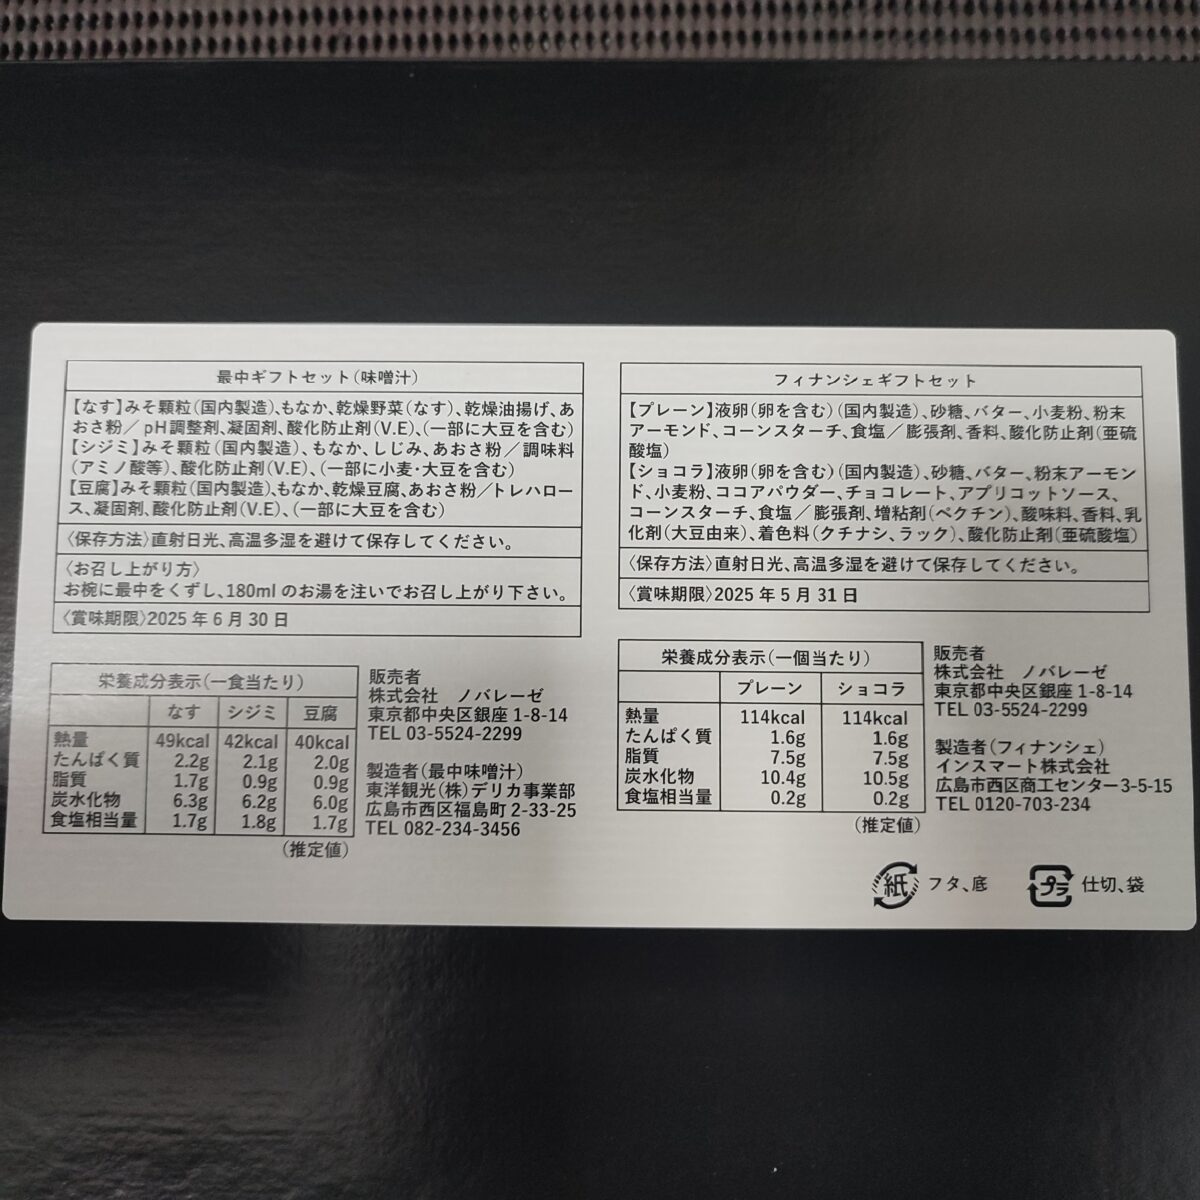 最中ギフトセット(味噌汁)
【なす】みそ顆粒(国内製造)、もなか、乾燥野菜(なす)、乾燥油揚げ、あ
おさ粉/pH調整剤、凝固剤、酸化防止剤(V.E)、(一部に大豆を含む)
【シジミ】みそ顆粒(国内製造)、もなか、しじみ、あおさ粉/調味料
(アミノ酸等)、酸化防止剤(V.E)、(一部に小麦・大豆を含む)
【豆腐】みそ顆粒(国内製造)、もなか、乾燥豆腐、あおさ粉/トレハロー
ス、凝固剤、酸化防止剤(V.E)、(一部に大豆を含む)
〈保存方法〉直射日光、高温多湿を避けて保存してください。
〈お召し上がり方〉
お椀に最中をくずし、180mlのお湯を注いでお召し上がり下さい。
〈賞味期限〉2025年6月30日
栄養成分表示(一食当たり)
なす シジミ 豆腐
熱量 49kcal 42kcal 40kcal
たんぱく質 2.2g 2.1g 2.0g
脂質 1.7g 0.9g 0.9g
炭水化物 6.3g 6.2g 6.0g
食塩相当量 1.7g 1.8g 1.7g
(推定値)
販売者
株式会社 ノバレーゼ
東京都中央区銀座1-8-14
TEL 03-5524-2299
製造者(最中味噌汁)
東洋観光(株)デリカ事業部
広島市西区福島町2-33-25
TEL 082-234-3456
フィナンシェギフトセット
【プレーン】液卵(卵を含む)(国内製造)、砂糖、バター、小麦粉、粉末
アーモンド、コーンスターチ、食塩/膨張剤、香料、酸化防止剤(亜硫
酸塩)
【ショコラ】液卵(卵を含む)(国内製造)、砂糖、バター、粉末アーモン
ド、小麦粉、ココアパウダー、チョコレート、アプリコットソース、
コーンスターチ、食塩/膨張剤、増粘剤(ペクチン)、酸味料、香料、乳
化剤(大豆由来)、着色料(クチナシ、ラック)、酸化防止剤(亜硫酸塩)
〈保存方法〉直射日光、高温多湿を避けて保存してください。
〈賞味期限〉2025年5月31日
栄養成分表示(一個当たり)
プレーン ショコラ
熱量 114kcal 114kcal
たんぱく質 1.6g 1.6g
脂質 7.5g 7.5g
炭水化物 10.4g 10.5g
食塩相当量 0.2g 0.2g
(推定値)
販売者
株式会社 ノバレーゼ
東京都中央区銀座1-8-14
TEL 03-5524-2299
製造者(フィナンシェ)
インスマート株式会社
広島市西区商工センター3-5-15
TEL 0120-703-234
紙 フタ、底
プラ 仕切、袋